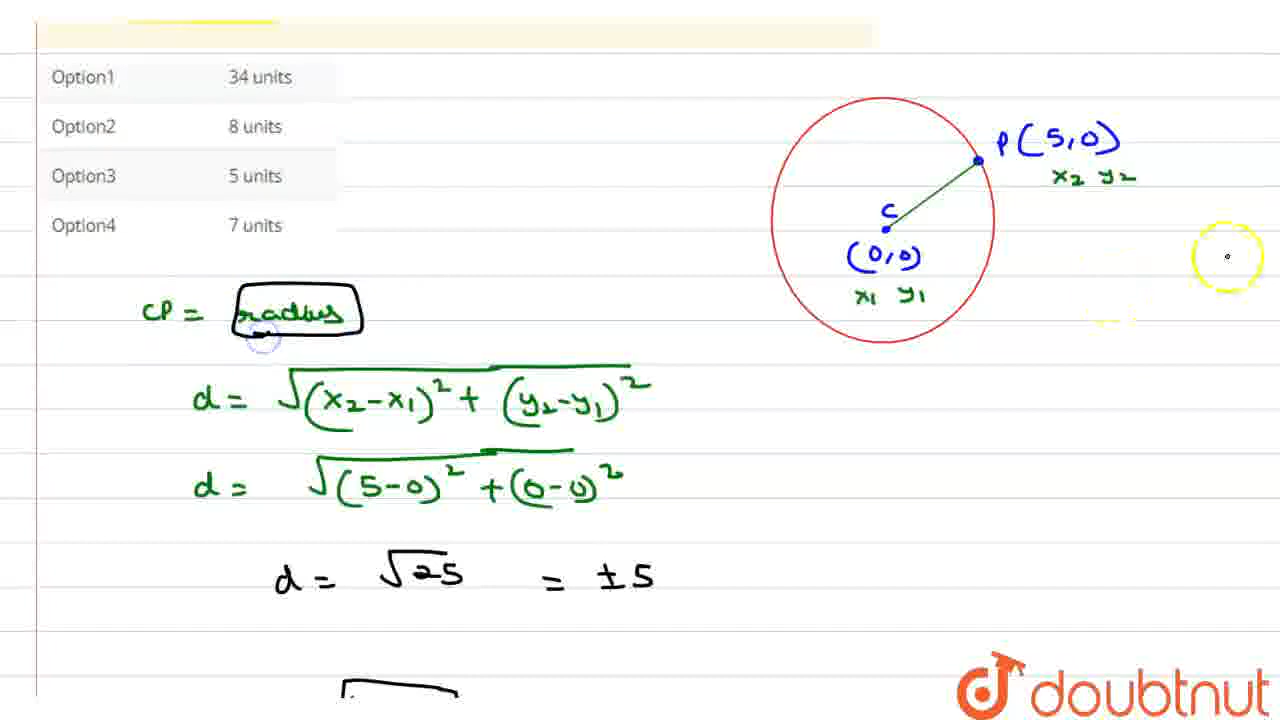 Option1 34 units
Option2 8 units
Option3 5 units
Option4 7 units
P(5,0)
x₂ y₂
C
(0,0)
x₁ y₁
CP = radius
d = √(x₂-x₁)² + (y₂-y₁)²
d = √(5-0)² + (0-0)²
d = √25 = ±5
doubtnut